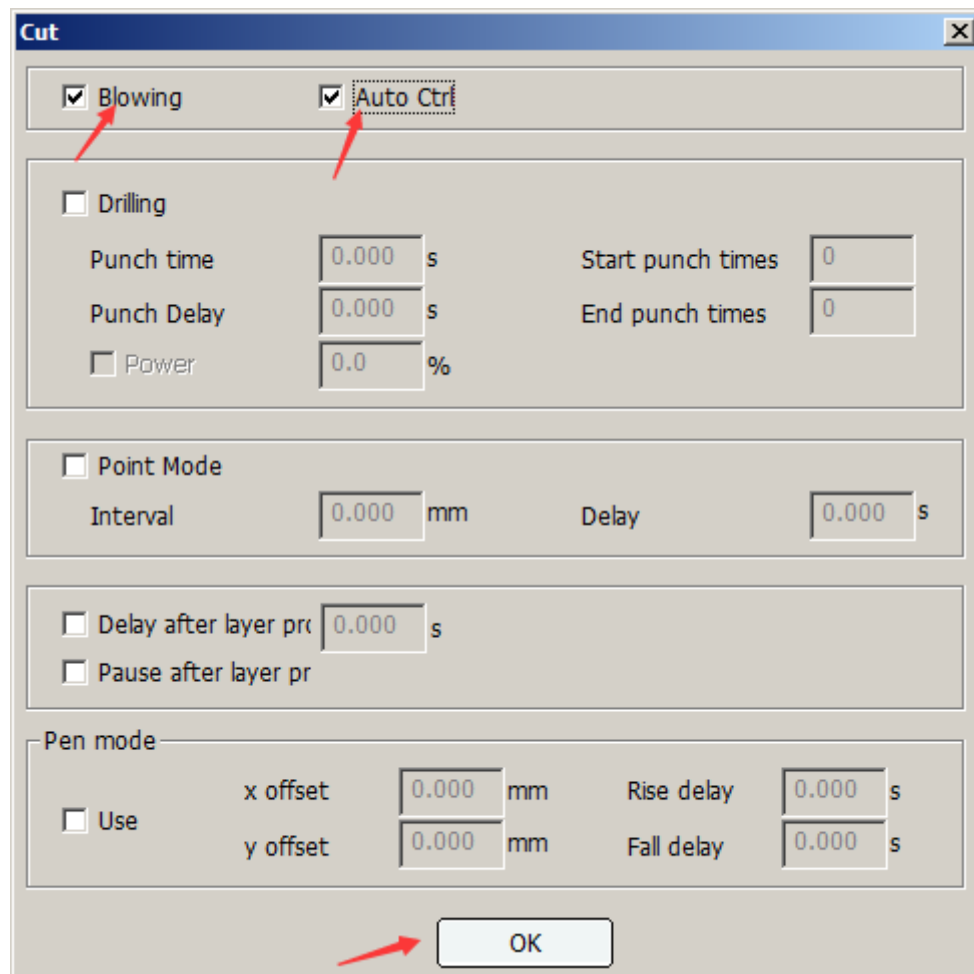 Cut
Blowing Auto Ctrl
Drilling
Punch time 0.000 s Start punch times 0
Punch Delay 0.000 s End punch times 0
Power 0.0 %
Point Mode
Interval 0.000 mm Delay 0.000 s
Delay after layer pro 0.000 s
Pause after layer pr
Pen mode
x offset 0.000 mm Rise delay 0.000 s
Use
y offset 0.000 mm Fall delay 0.000 s
OK